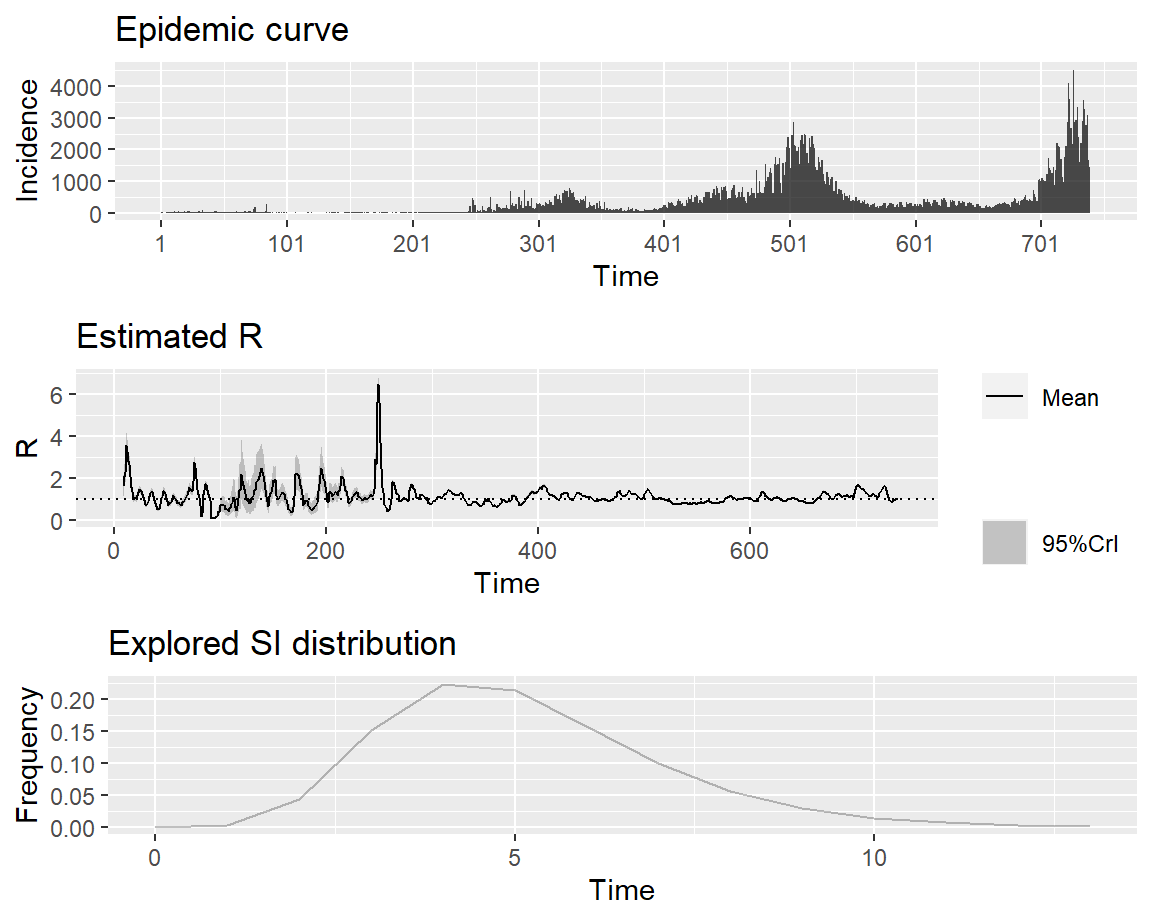 Epidemic curve
Incidence
4000
3000
2000
1000
0
1 101 201 301 401 501 601 701
Time
Estimated R
R
6
4
2
0
0 200 400 600
Time
Mean
95%CrI
Explored SI distribution
Frequency
0.20
0.15
0.10
0.05
0.00
0 5 10
Time